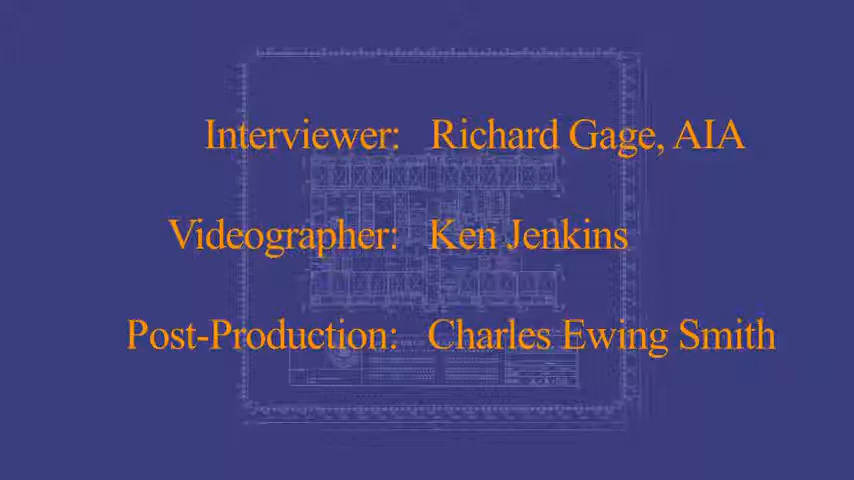 Interviewer: Richard Gage, AIA
Videographer: Ken Jenkins
Post-Production: Charles Ewing Smith